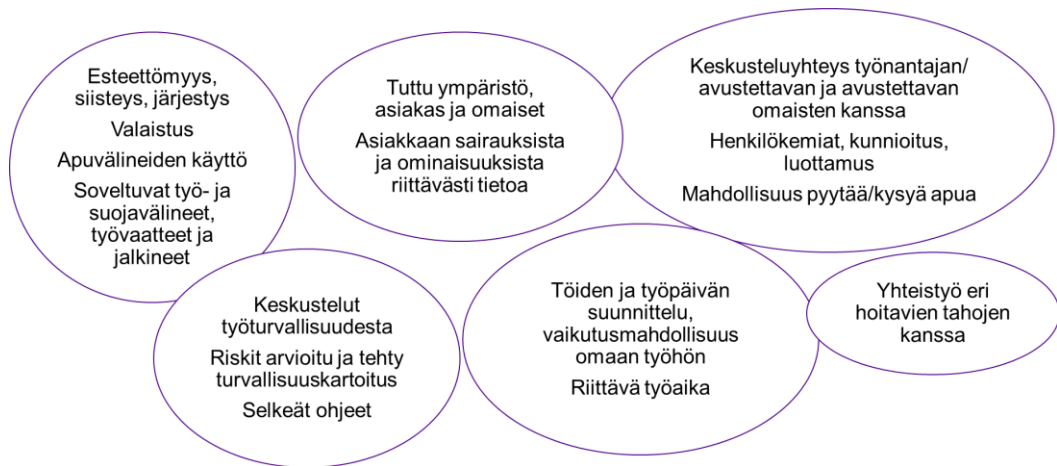 Esteettömyys,
siisteys, järjestys
Valaistus
Apuvälineiden käyttö
Soveltuvat työ- ja
suojavälineet,
työvaatteet ja
jalkineet
Tuttu ympäristö,
asiakas ja omaiset
Asiakkaan sairauksista
ja ominaisuuksista
riittävästi tietoa
Keskusteluyhteys työnantajan/
avustettavan ja avustettavan
omaisten kanssa
Henkilökemiat, kunnioitus,
luottamus
Mahdollisuus pyytää/kysyä apua
Keskustelut
työturvallisuudesta
Riskit arvioitu ja tehty
turvallisuuskartoitus
Selkeät ohjeet
Töiden ja työpäivän
suunnittelu,
vaikutusmahdollisuus
omaan työhön
Riittävä työaika
Yhteistyö eri
hoitavien tahojen
kanssa